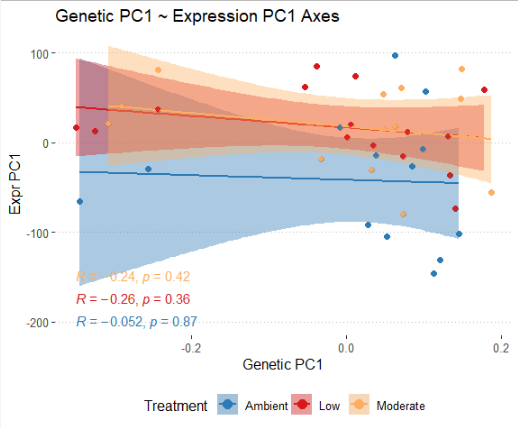 Genetic PC1 ~ Expression PC1 Axes
Expr PC1
100
0
-100
-200
R = −0.24, p = 0.42
R = −0.26, p = 0.36
R = −0.052, p = 0.87
-0.2 0.0 0.2
Genetic PC1
Treatment Ambient Low Moderate